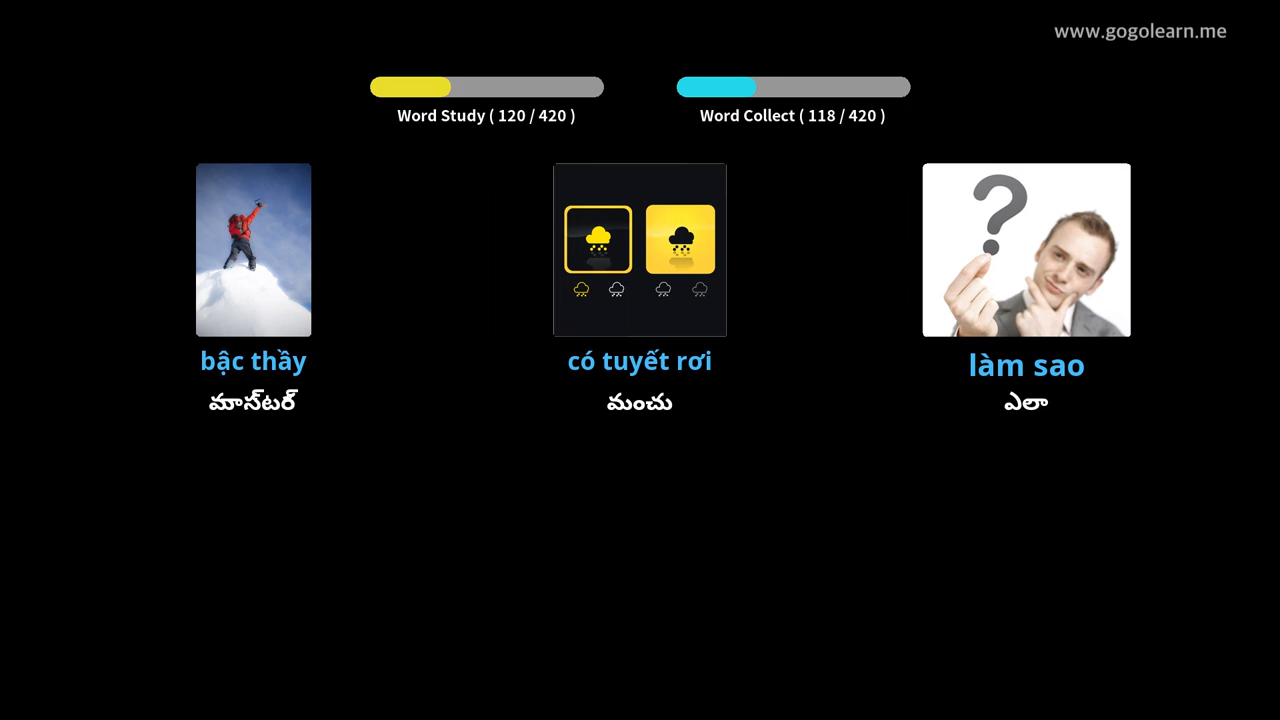 www.gogolearn.me
Word Study ( 120 / 420 )
Word Collect ( 118 / 420 )
bậc thầy
có tuyết rơi
làm sao
మాస్టర్
మంచు
ఎలా